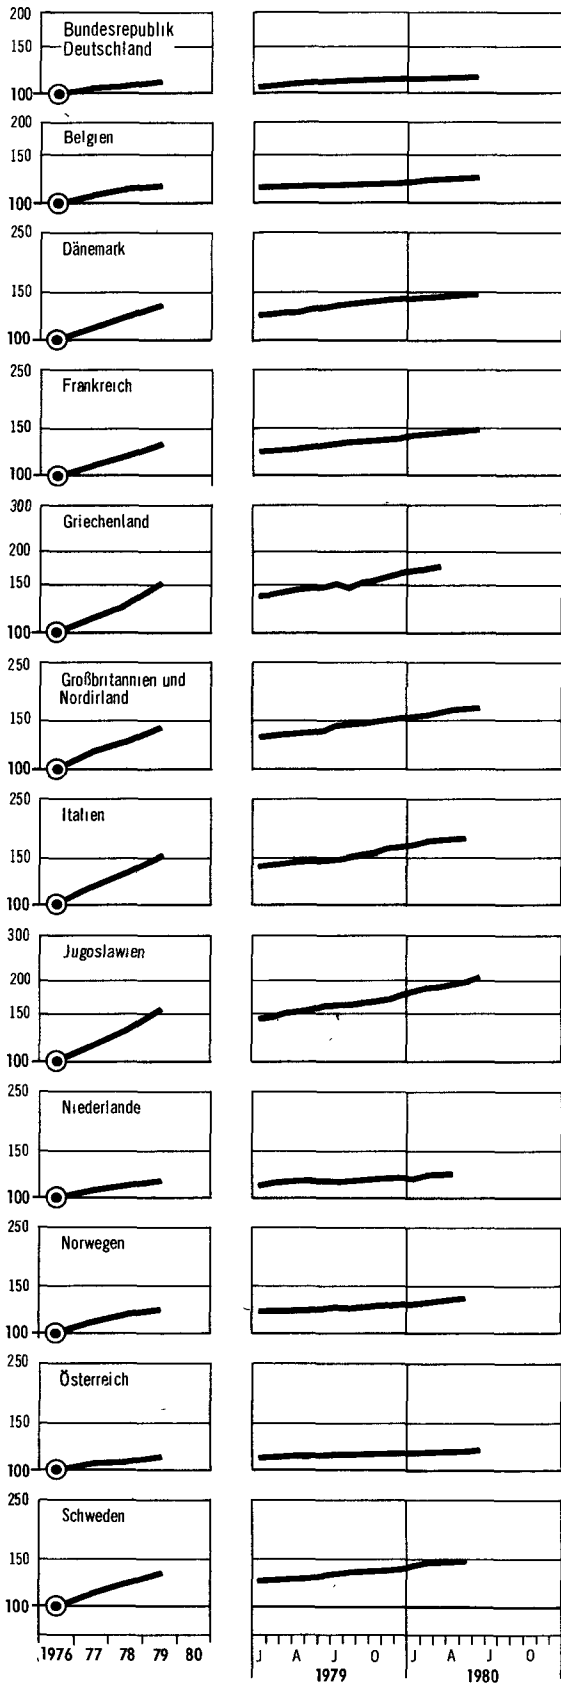 200
Bundesrepublik
150
Deutschland
100
200
Belgien
150
100
250
Dänemark
150
100
250
Frankreich
150
100
300
Griechenland
200
150
100
250
Großbritannien und
Nordirland
150
100
250
Italien
150
100
300
Jugoslawien
200
150
100
250
Niederlande
150
100
250
Norwegen
150
100
250
Österreich
150
100
250
Schweden
150
100
1976 77 78 79 80
J A J O J A J O
1979 1980